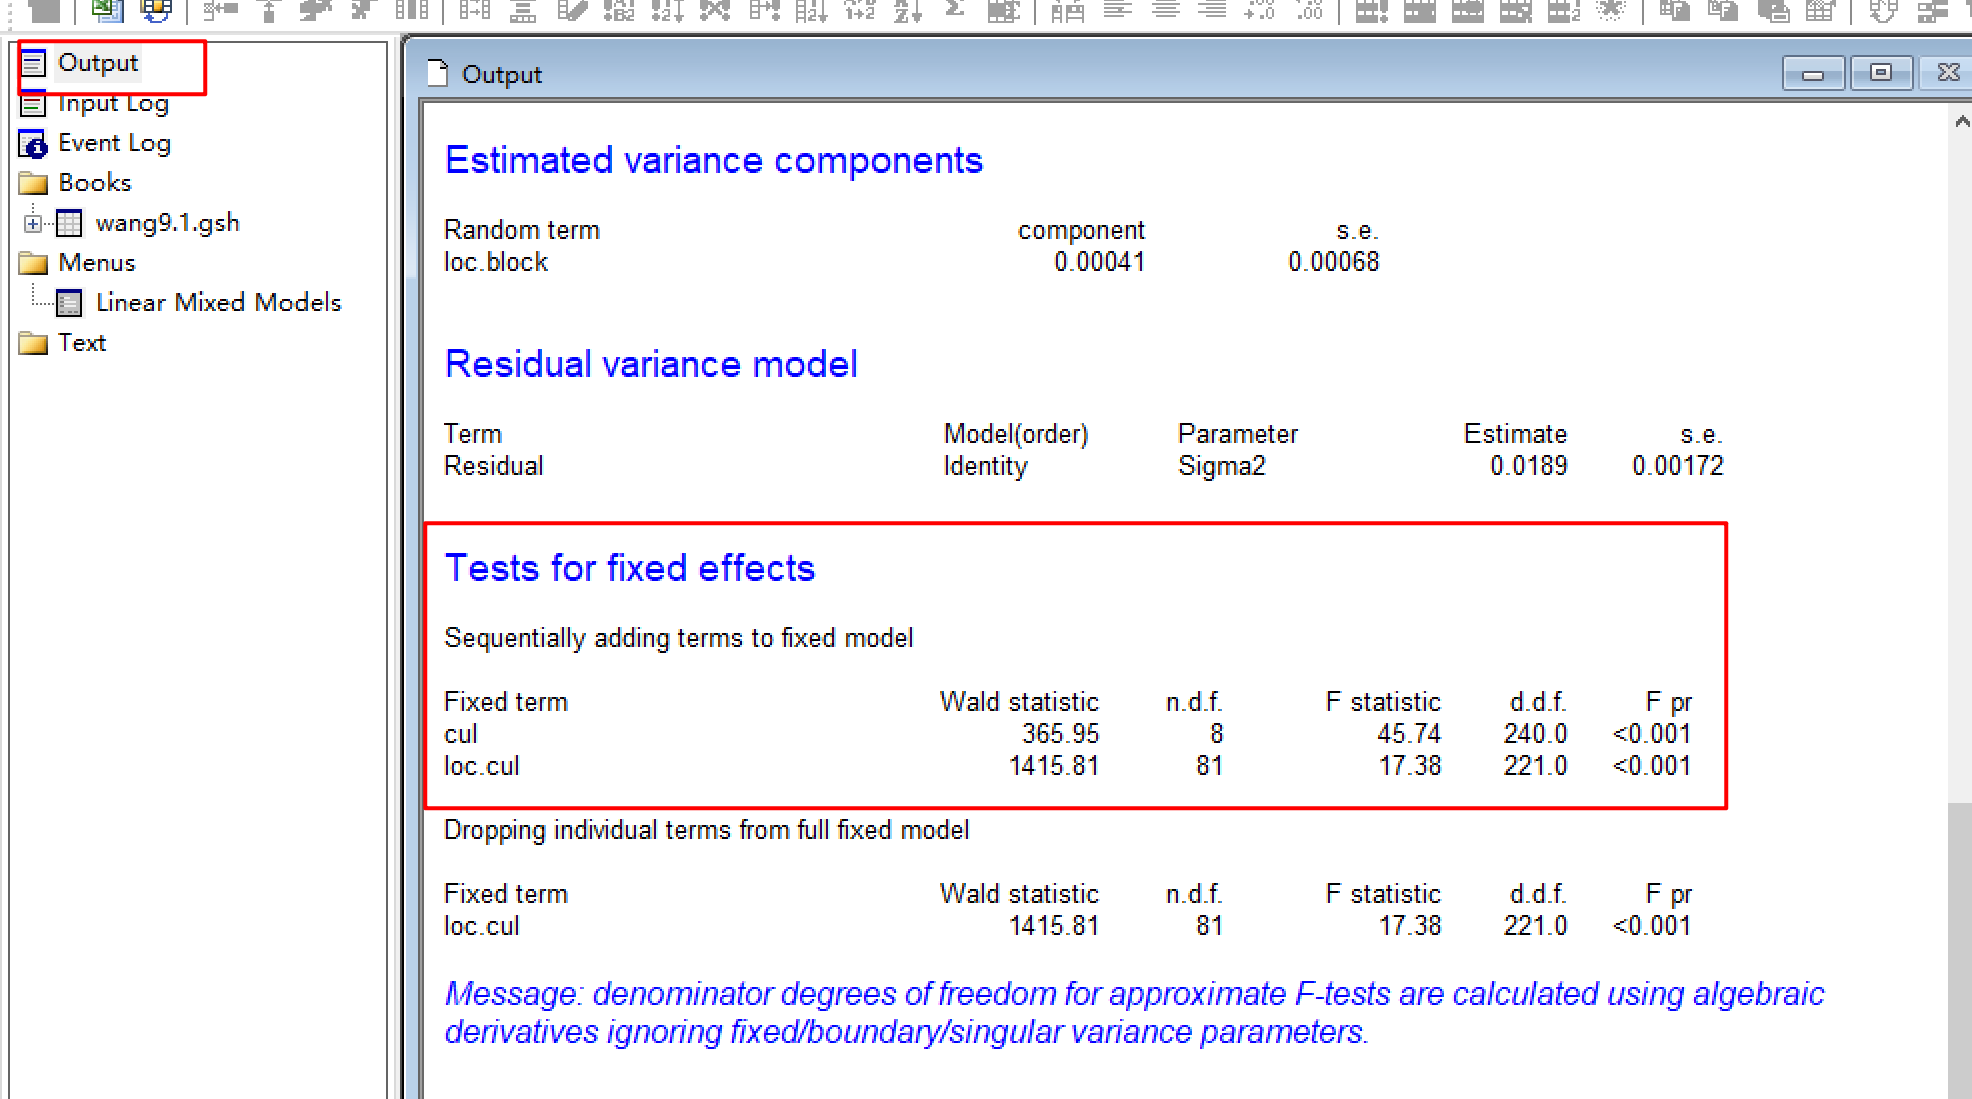 Output
Input Log
Event Log
Books
wang9.1.gsh
Menus
Linear Mixed Models
Text
Output
Estimated variance components
Random term component s.e.
loc.block 0.00041 0.00068
Residual variance model
Term Model(order) Parameter Estimate s.e.
Residual Identity Sigma2 0.0189 0.00172
Tests for fixed effects
Sequentially adding terms to fixed model
Fixed term Wald statistic n.d.f. F statistic d.d.f. F pr
cul 365.95 8 45.74 240.0 <0.001
loc.cul 1415.81 81 17.38 221.0 <0.001
Dropping individual terms from full fixed model
Fixed term Wald statistic n.d.f. F statistic d.d.f. F pr
loc.cul 1415.81 81 17.38 221.0 <0.001
Message: denominator degrees of freedom for approximate F-tests are calculated using algebraic
derivatives ignoring fixed/boundary/singular variance parameters.